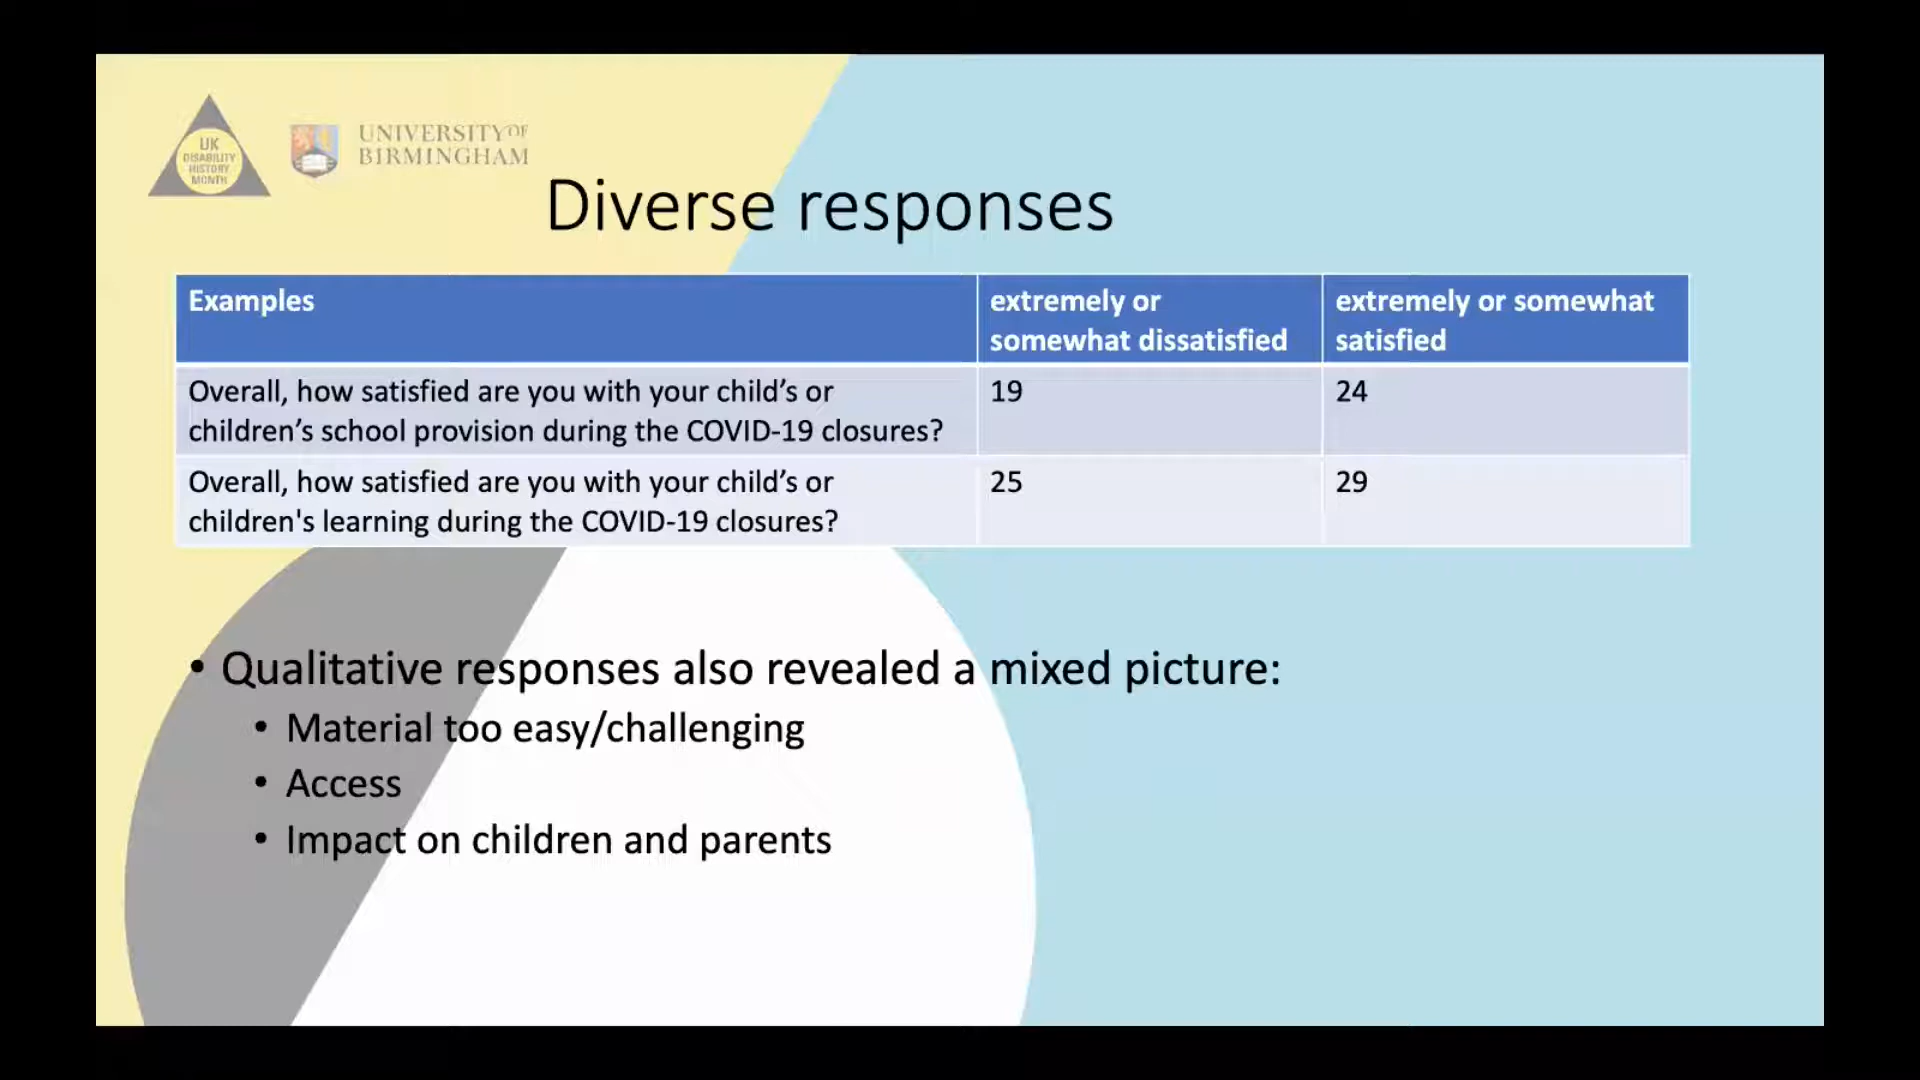 UK
DISABILITY
HISTORY
MONTH
UNIVERSITY OF
BIRMINGHAM
Diverse responses
Examples
extremely or
somewhat dissatisfied
extremely or somewhat
satisfied
Overall, how satisfied are you with your child’s or
children’s school provision during the COVID-19 closures?
19
24
Overall, how satisfied are you with your child’s or
children's learning during the COVID-19 closures?
25
29
• Qualitative responses also revealed a mixed picture:
• Material too easy/challenging
• Access
• Impact on children and parents